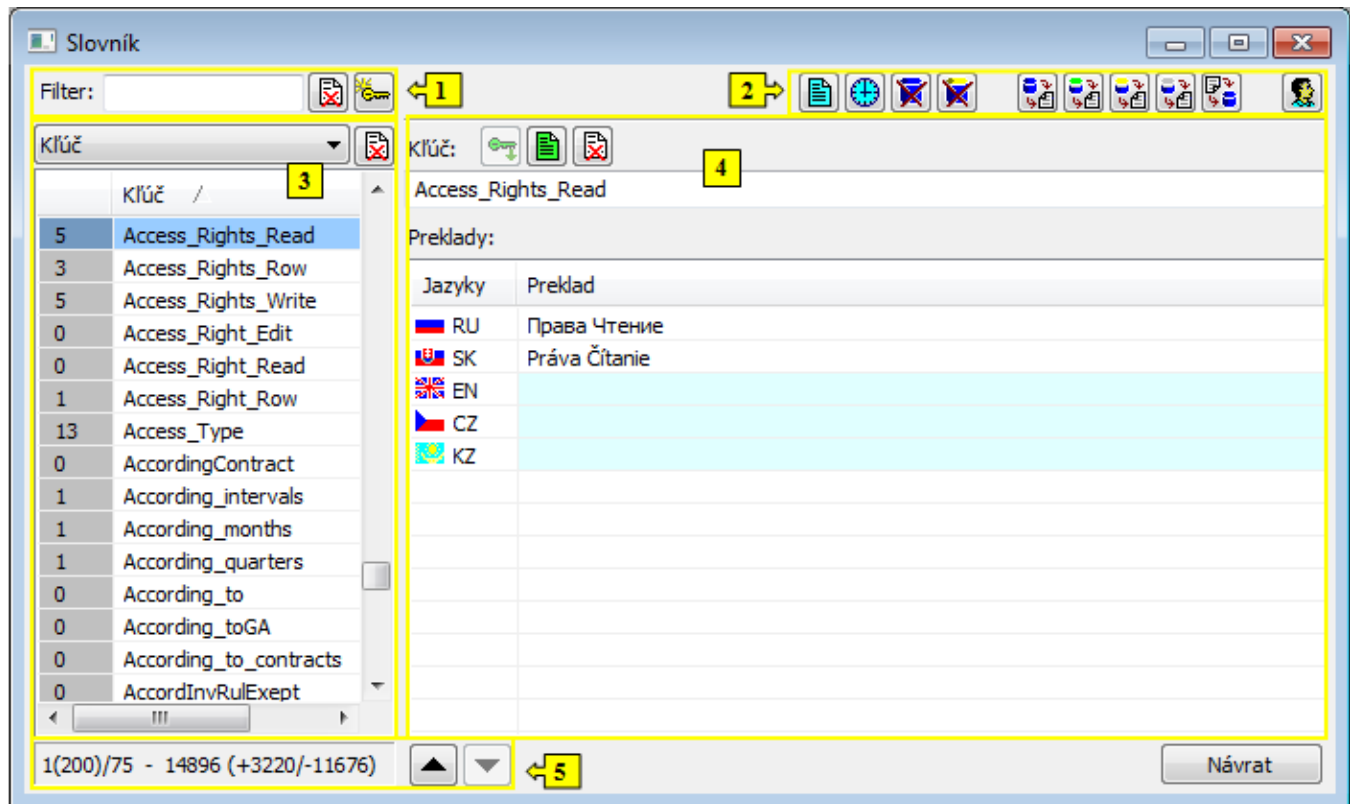 Slovník
Filter:
1
2
Kľúč
Kľúč:
4
3
Kľúč
Access_Rights_Read
5 Access_Rights_Read
3 Access_Rights_Row
5 Access_Rights_Write
0 Access_Right_Edit
0 Access_Right_Read
1 Access_Right_Row
13 Access_Type
0 AccordingContract
1 According_intervals
1 According_months
1 According_quarters
0 According_to
0 According_toGA
0 According_to_contracts
0 AccordInvRulExept
Preklady:
Jazyky Preklad
RU Права Чтение
SK Práva Čítanie
EN
CZ
KZ
1(200)/75 - 14896 (+3220/-11676)
5
Návrat